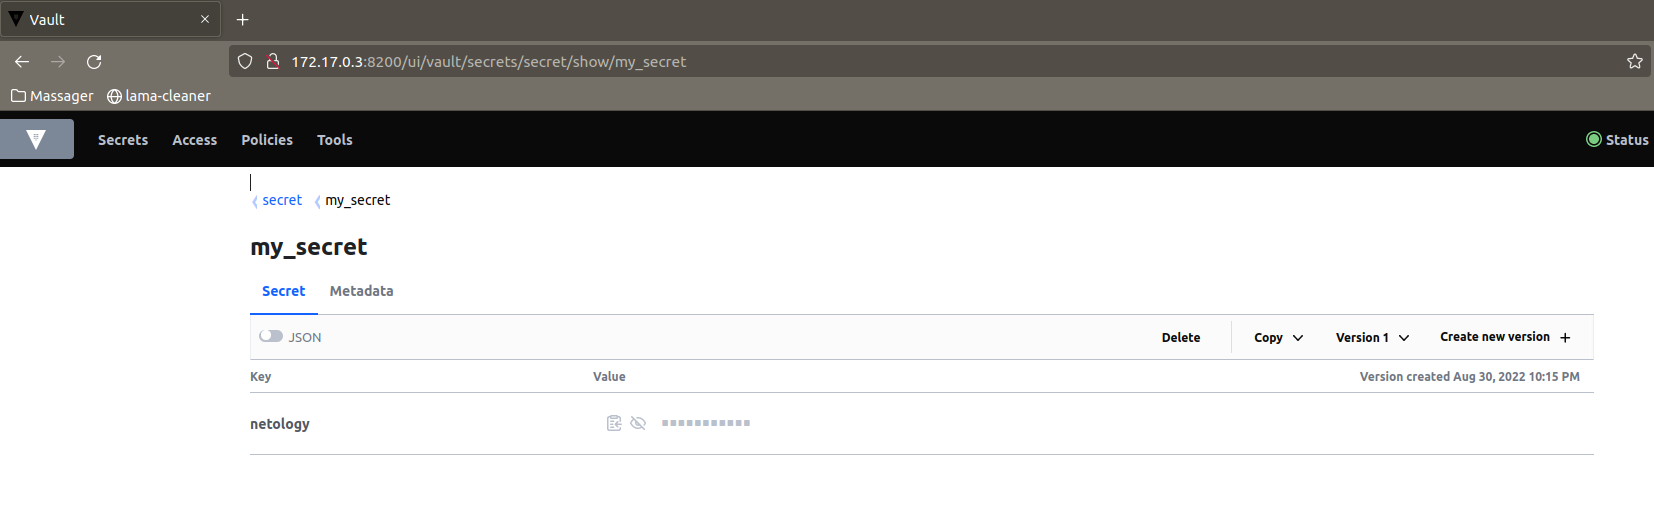 Vault
172.17.0.3:8200/ui/vault/secrets/secret/show/my_secret
Massager lama-cleaner
Secrets Access Policies Tools Status
secret my_secret
my_secret
Secret Metadata
JSON Delete Copy Version 1 Create new version
Key Value Version created Aug 30, 2022 10:15 PM
netology